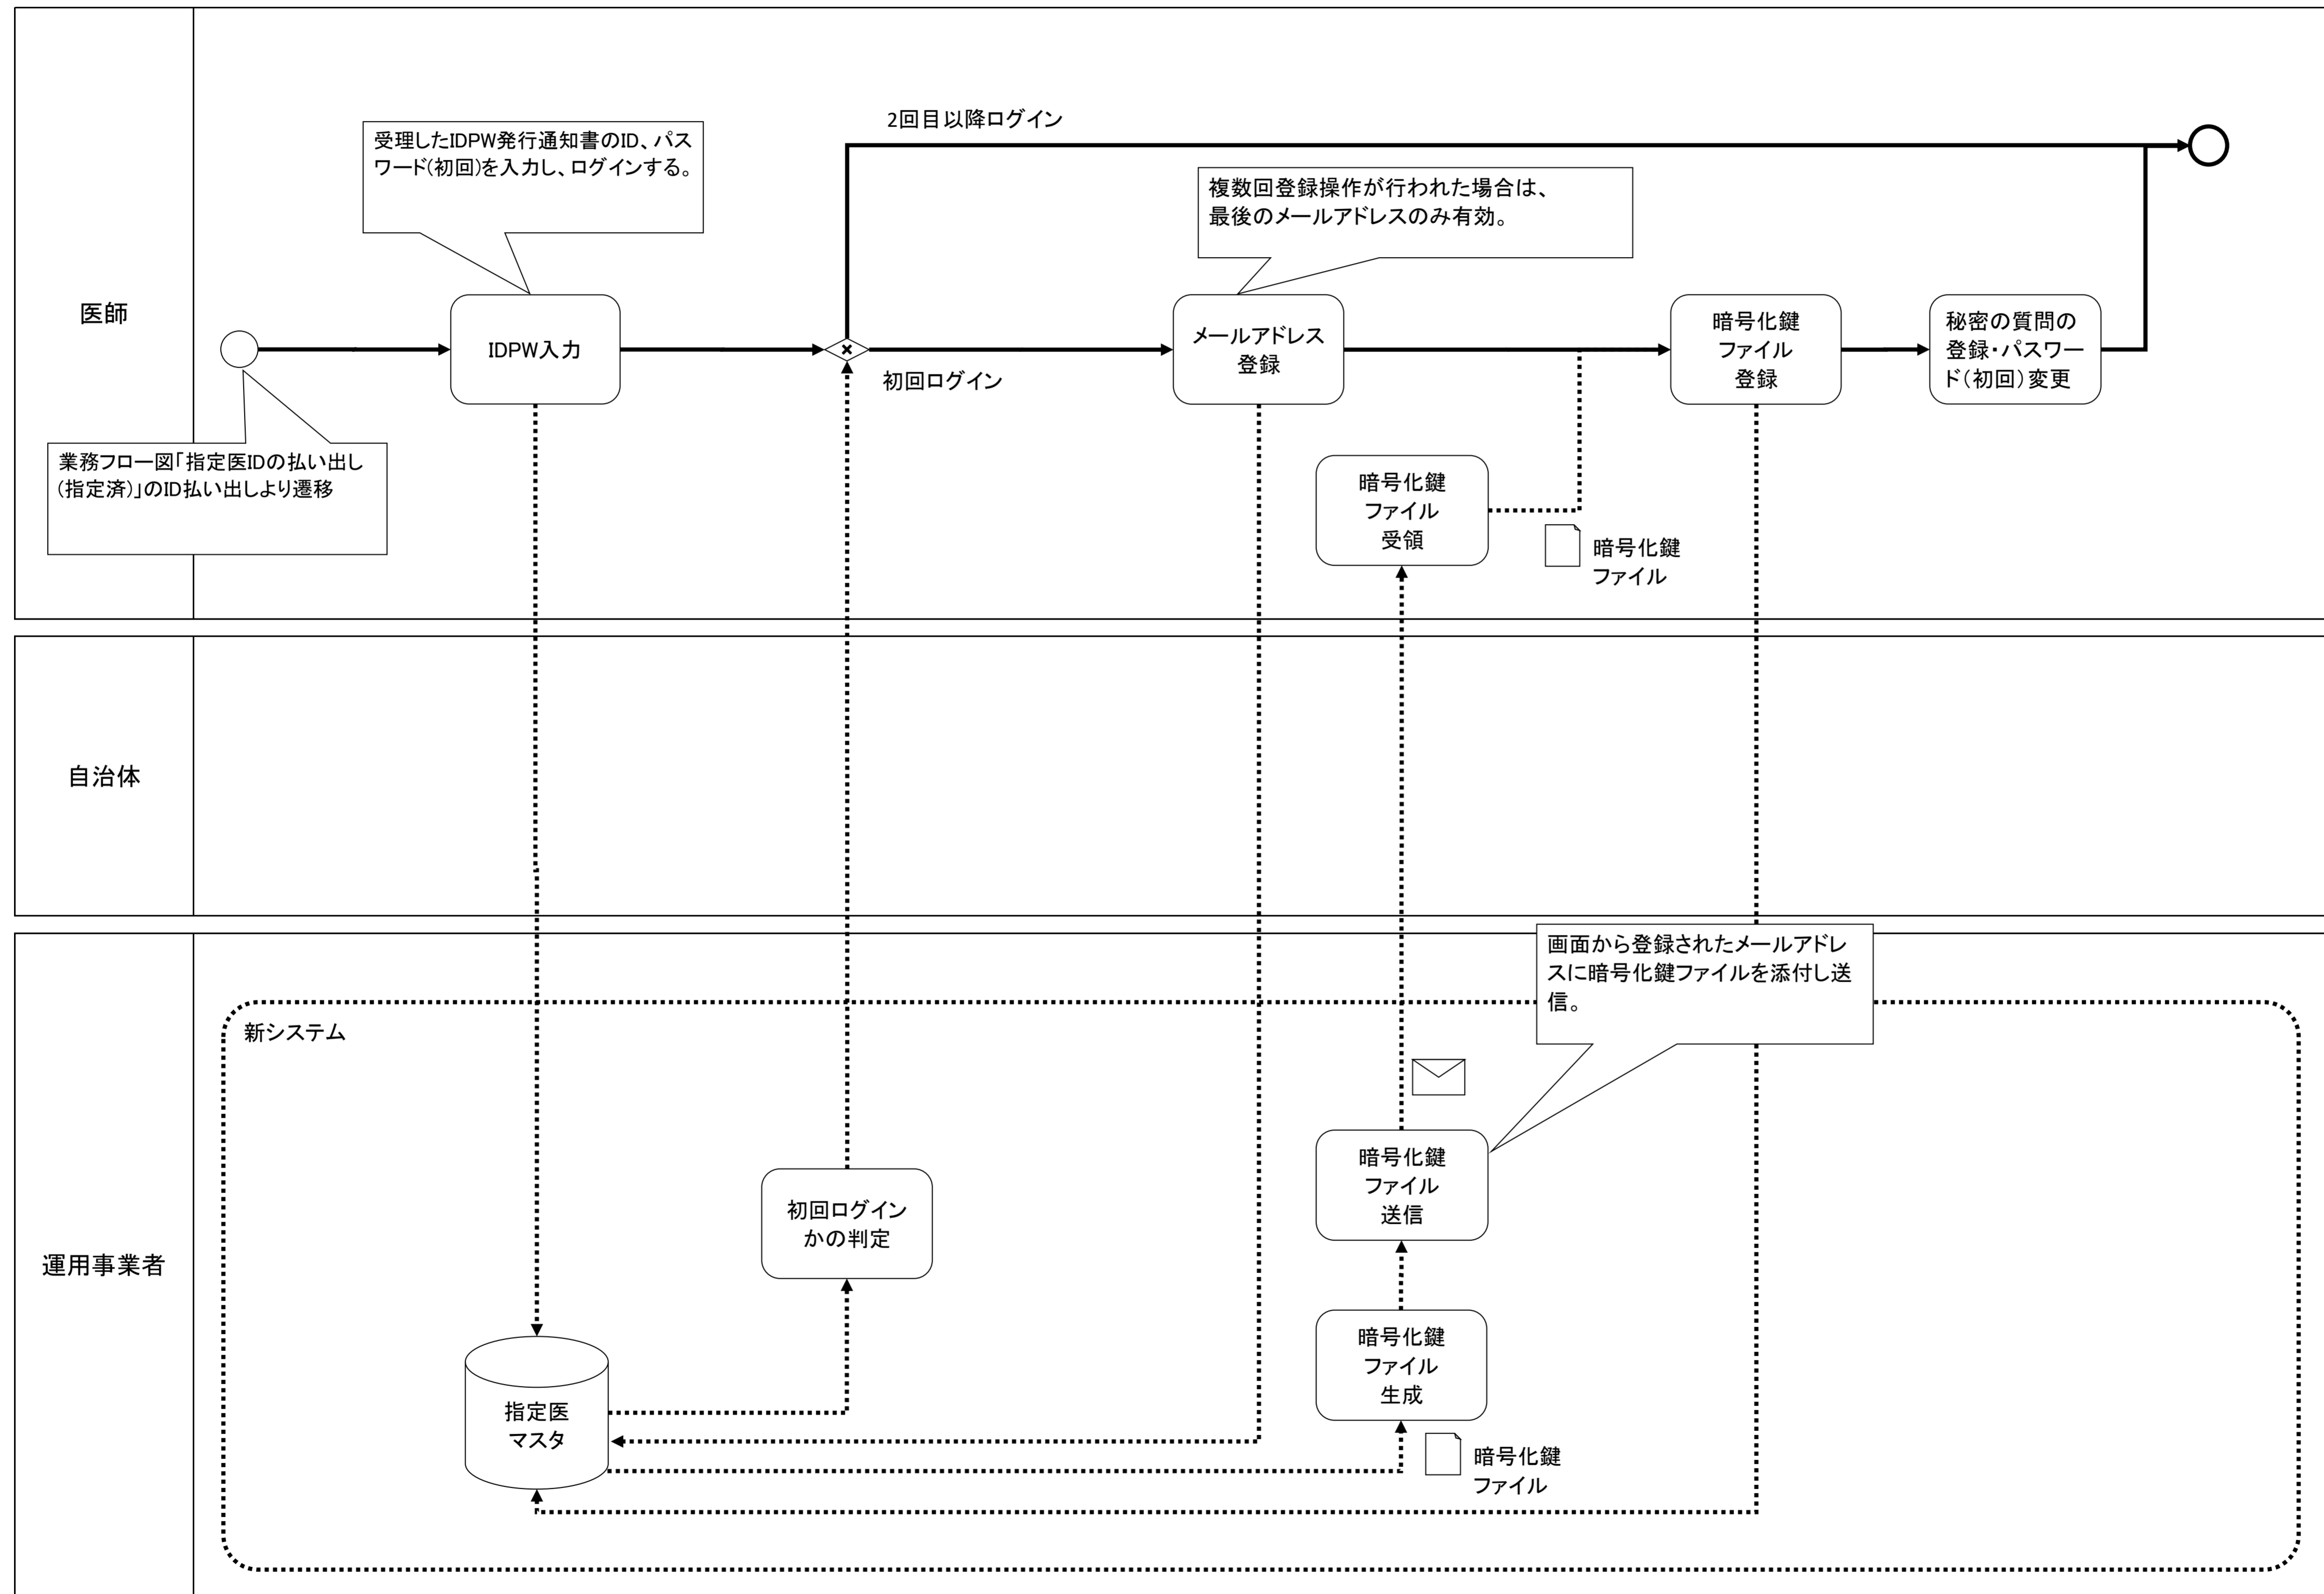 医師
2回目以降ログイン
受理したIDPW発行通知書のID、パス
ワード(初回)を入力し、ログインする。
複数回登録操作が行われた場合は、
最後のメールアドレスのみ有効。
IDPW入力
初回ログイン
メールアドレス
登録
暗号化鍵
ファイル
登録
秘密の質問の
登録・パスワー
ド(初回)変更
業務フロー図「指定医IDの払い出し
(指定済)」のID払い出しより遷移
暗号化鍵
ファイル
受領
暗号化鍵
ファイル
自治体
運用事業者
画面から登録されたメールアドレ
スに暗号化鍵ファイルを添付し送
信。
新システム
暗号化鍵
ファイル
送信
初回ログイン
かの判定
暗号化鍵
ファイル
生成
指定医
マスタ
暗号化鍵
ファイル